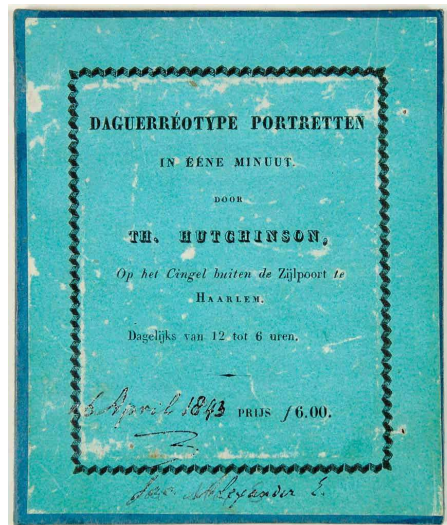 DAGUERRÉOTYPE PORTRETTEN
IN ÉÉNE MINUUT.
DOOR
TH. HUTCHINSON,
Op het Cingel buiten de Zijlpoort te
HAARLEM.
Dagelijks van 12 tot 6 uren.
April 1843 PRIJS ƒ6.00.
Alexander